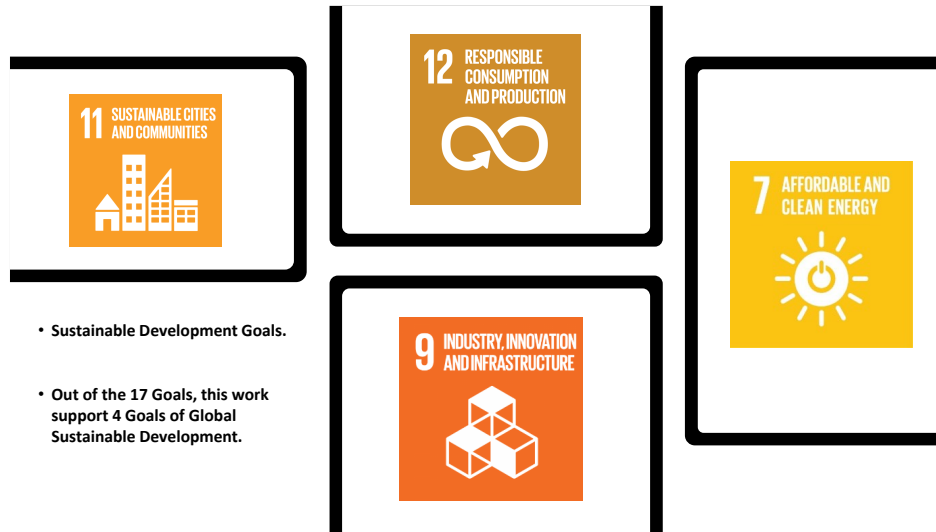 11 SUSTAINABLE CITIES
AND COMMUNITIES
12 RESPONSIBLE
CONSUMPTION
AND PRODUCTION
7 AFFORDABLE AND
CLEAN ENERGY
• Sustainable Development Goals.
• Out of the 17 Goals, this work
support 4 Goals of Global
Sustainable Development.
9 INDUSTRY, INNOVATION
AND INFRASTRUCTURE